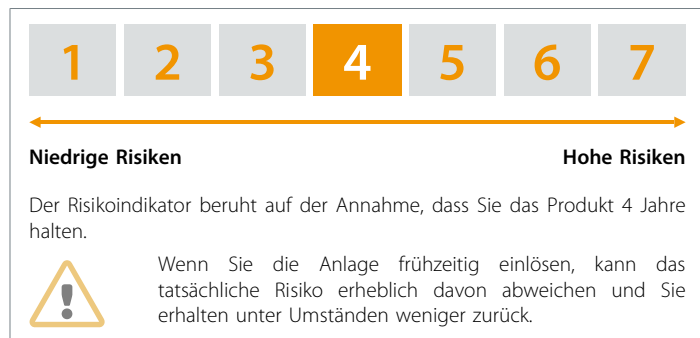 1 2 3 4 5 6 7
Niedrige Risiken Hohe Risiken
Der Risikoindikator beruht auf der Annahme, dass Sie das Produkt 4 Jahre
halten.
Wenn Sie die Anlage frühzeitig einlösen, kann das
tatsächliche Risiko erheblich davon abweichen und Sie
erhalten unter Umständen weniger zurück.